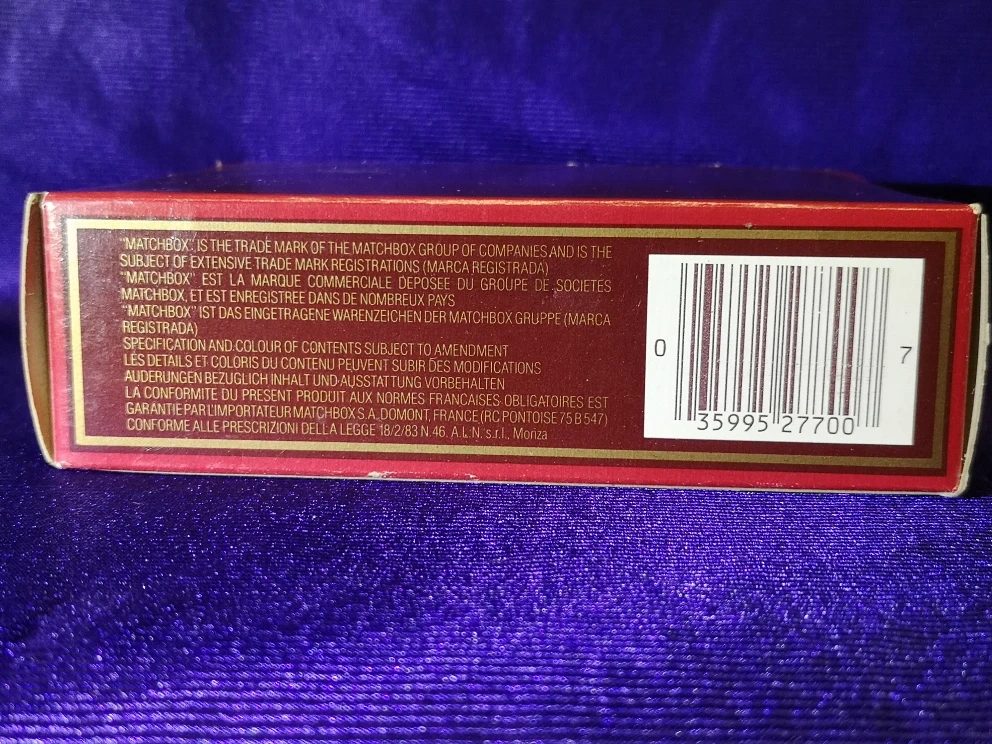 "MATCHBOX". IS THE TRADE MARK OF THE MATCHBOX GROUP OF COMPANIES AND IS THE
SUBJECT OF EXTENSIVE TRADE MARK REGISTRATIONS (MARCA REGISTRADA)
"MATCHBOX" EST LA MARQUE COMMERCIALE DEPOSEE DU GROUPE DE SOCIETES
MATCHBOX, ET EST ENREGISTREE DANS DE NOMBREUX PAYS
"MATCHBOX" IST DAS EINGETRAGENE WARENZEICHEN DER MATCHBOX GRUPPE (MARCA
REGISTRADA)
SPECIFICATION AND COLOUR OF CONTENTS SUBJECT TO AMENDMENT
LES DETAILS ET COLORIS DU CONTENU PEUVENT SUBIR DES MODIFICATIONS
AUDERUNGEN BEZUGLICH INHALT UND AUSSTATTUNG VORBEHALTEN
LA CONFORMITE DU PRESENT PRODUIT AUX NORMES FRANCAISES OBLIGATOIRES EST
GARANTIE PAR L'IMPORTATEUR MATCHBOX S.A. DOMONT, FRANCE (RC PONTOISE 75 B 547)
CONFORME ALLE PRESCRIZIONI DELLA LEGGE 18/2/83 N 46, A.L.N. s.r.l., Monza
0 35995 27700 7